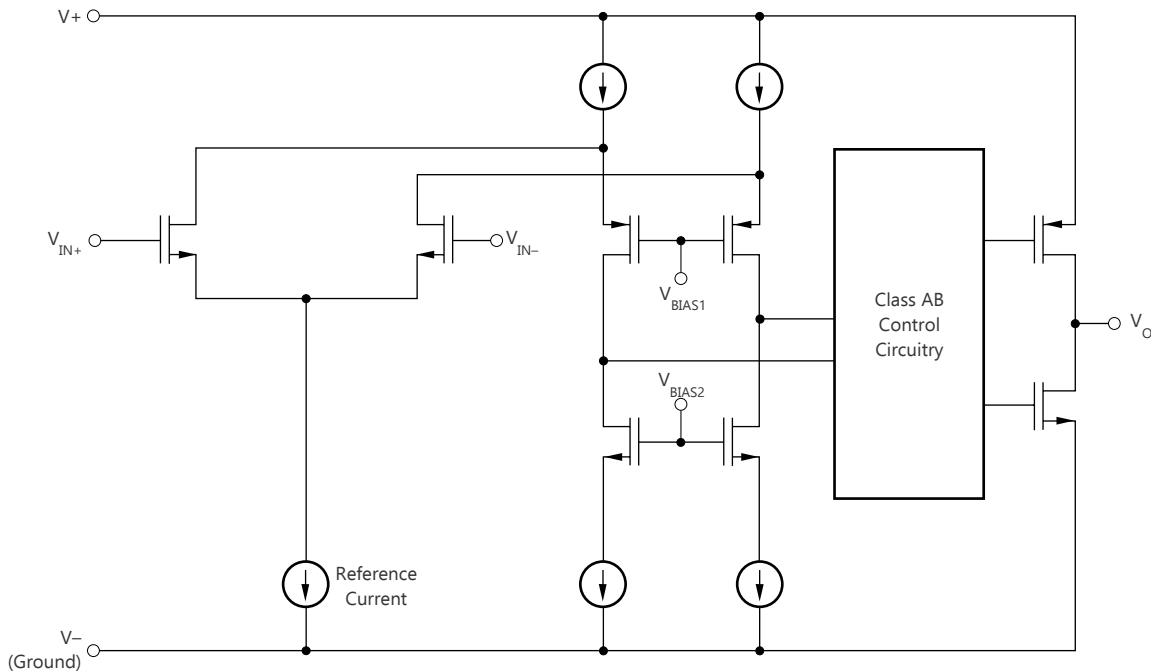 V+
V_IN+
V_IN–
V_BIAS1
V_BIAS2
Class AB
Control
Circuitry
V_O
Reference
Current
V–
(Ground)